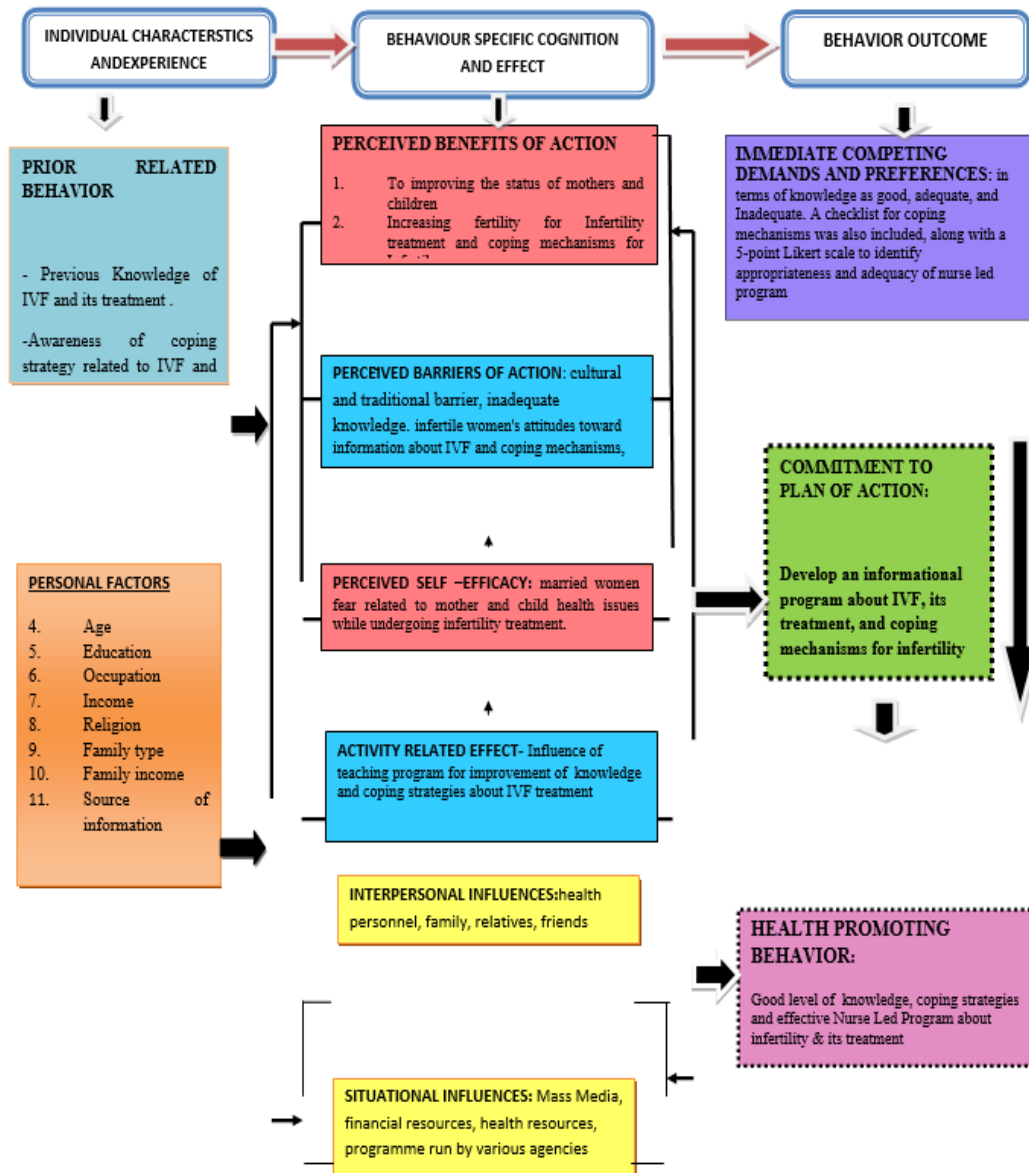 INDIVIDUAL CHARACTERSTICS
ANDEXPERIENCE
BEHAVIOUR SPECIFIC COGNITION
AND EFFECT
BEHAVIOR OUTCOME
PRIOR RELATED
BEHAVIOR
- Previous Knowledge of
IVF and its treatment .
-Awareness of coping
strategy related to IVF and
PERSONAL FACTORS
4. Age
5. Education
6. Occupation
7. Income
8. Religion
9. Family type
10. Family income
11. Source of
information
PERCEIVED BENEFITS OF ACTION
1. To improving the status of mothers and
children
2. Increasing fertility for Infertility
treatment and coping mechanisms for
PERCEIVED BARRIERS OF ACTION: cultural
and traditional barrier, inadequate
knowledge. infertile women's attitudes toward
information about IVF and coping mechanisms,
PERCEIVED SELF –EFFICACY: married women
fear related to mother and child health issues
while undergoing infertility treatment.
ACTIVITY RELATED EFFECT- Influence of
teaching program for improvement of knowledge
and coping strategies about IVF treatment
INTERPERSONAL INFLUENCES:health
personnel, family, relatives, friends
SITUATIONAL INFLUENCES: Mass Media,
financial resources, health resources,
programme run by various agencies
IMMEDIATE COMPETING
DEMANDS AND PREFERENCES: in
terms of knowledge as good, adequate, and
Inadequate. A checklist for coping
mechanisms was also included, along with a
5-point Likert scale to identify
appropriateness and adequacy of nurse led
program
COMMITMENT TO
PLAN OF ACTION:
Develop an informational
program about IVF, its
treatment, and coping
mechanisms for infertility
HEALTH PROMOTING
BEHAVIOR:
Good level of knowledge, coping strategies
and effective Nurse Led Program about
infertility & its treatment